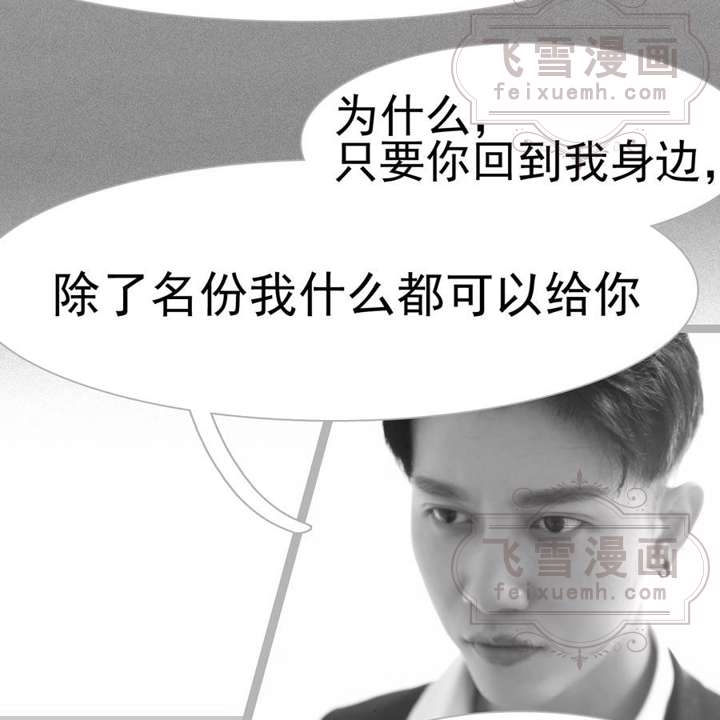 飞雪漫画
feixuemh.com
为什么，
只要你回到我身边，
除了名份我什么都可以给你
飞雪漫画
feixuemh.com